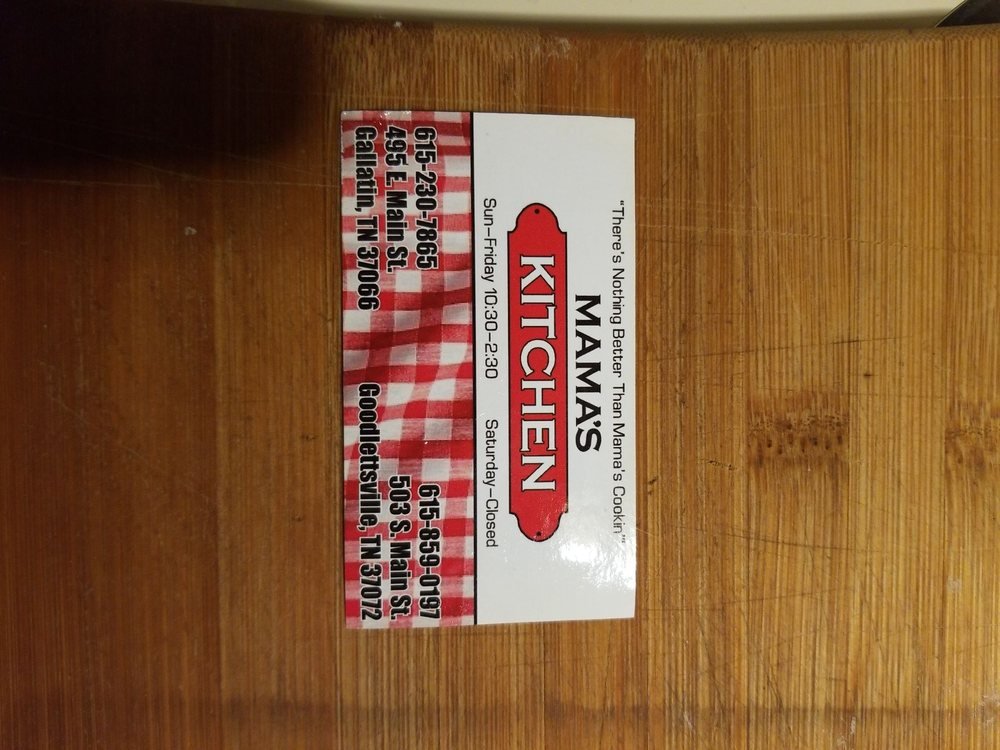 "There's Nothing Better Than Mama's Cookin'"
MAMA'S
KITCHEN
Sun-Friday 10:30-2:30 Saturday-Closed
615-230-7865
495 E. Main St.
Gallatin, TN 37066
615-859-0197
503 S. Main St.
Goodlettsville, TN 37072